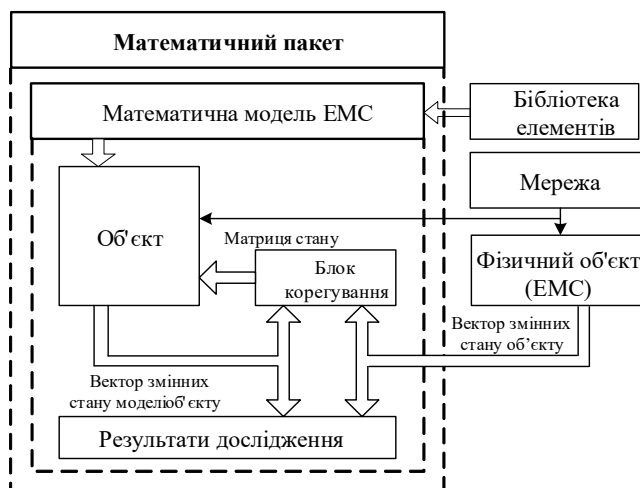 Математичний пакет
Математична модель ЕМС
Бібліотека
елементів
Мережа
Об'єкт
Матриця стану
Блок
корегування
Фізичний об'єкт
(ЕМС)
Вектор змінних
стану об’єкту
Вектор змінних
стану моделіоб'єкту
Результати дослідження